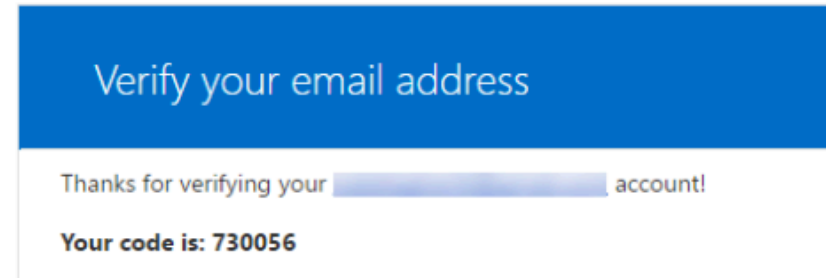 Verify your email address
Thanks for verifying your account!
Your code is: 730056